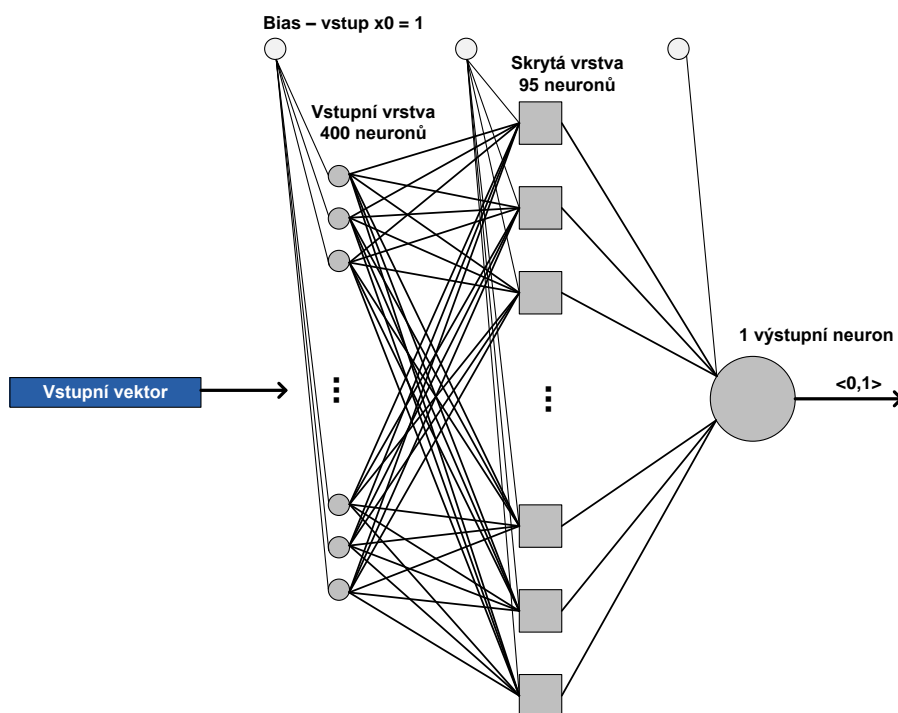 Bias – vstup x0 = 1
Skrytá vrstva
95 neuronů
Vstupní vrstva
400 neuronů
1 výstupní neuron
<0,1>
Vstupní vektor